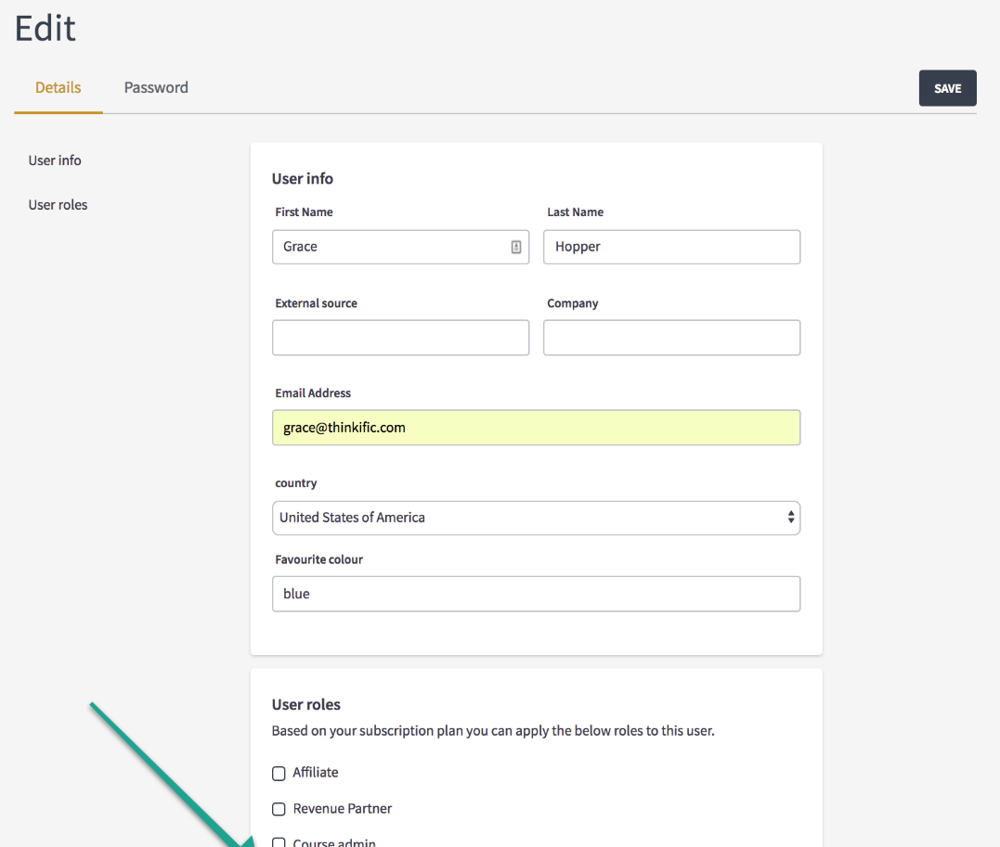 Edit
Details
Password
SAVE
User info
User roles
User info
First Name
Last Name
Grace
Hopper
External source
Company
Email Address
grace@thinkific.com
country
United States of America
Favourite colour
blue
User roles
Based on your subscription plan you can apply the below roles to this user.
Affiliate
Revenue Partner
Course admin